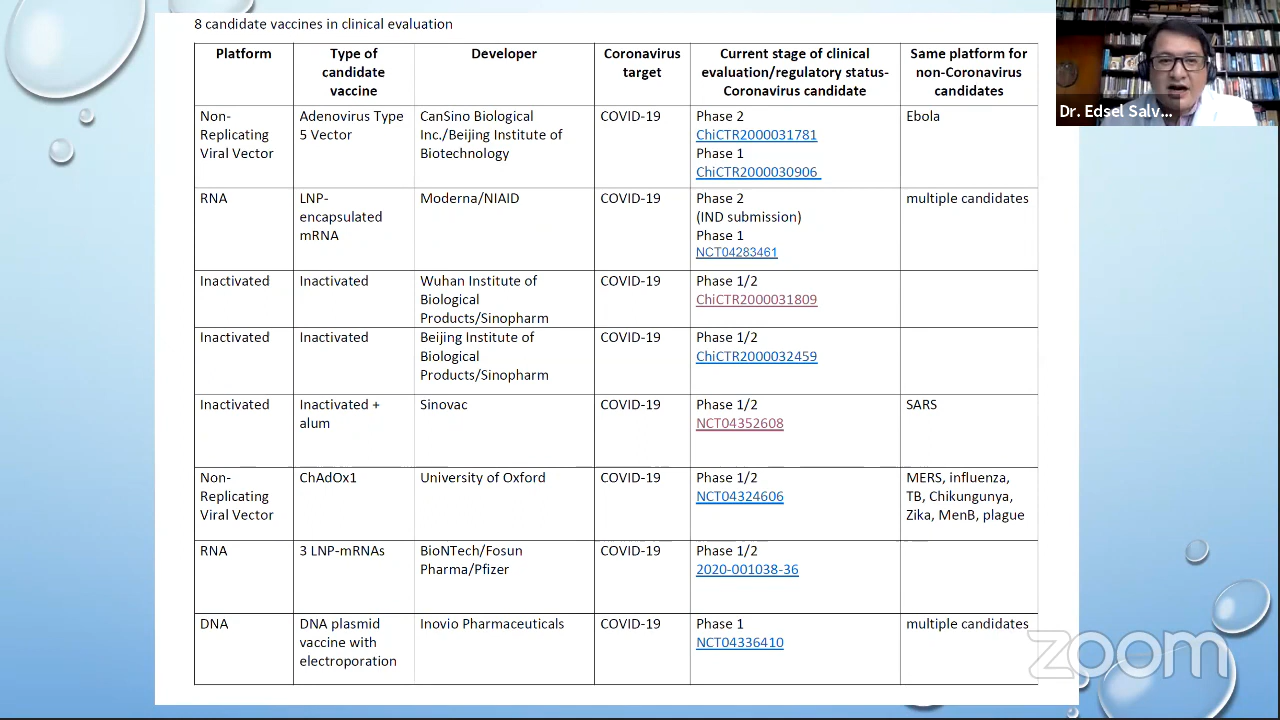 8 candidate vaccines in clinical evaluation
Platform
Type of
candidate
vaccine
Developer
Coronavirus
target
Current stage of clinical
evaluation/regulatory status-
Coronavirus candidate
Same platform for
non-Coronavirus
candidates
Non-
Replicating
Viral Vector
Adenovirus Type
5 Vector
CanSino Biological
Inc./Beijing Institute of
Biotechnology
COVID-19
Phase 2
ChiCTR2000031781
Phase 1
ChiCTR2000030906
Ebola
RNA
LNP-
encapsulated
mRNA
Moderna/NIAID
COVID-19
Phase 2
(IND submission)
Phase 1
NCT04283461
multiple candidates
Inactivated
Inactivated
Wuhan Institute of
Biological
Products/Sinopharm
COVID-19
Phase 1/2
ChiCTR2000031809
Inactivated
Inactivated
Beijing Institute of
Biological
Products/Sinopharm
COVID-19
Phase 1/2
ChiCTR2000032459
Inactivated
Inactivated +
alum
Sinovac
COVID-19
Phase 1/2
NCT04352608
SARS
Non-
Replicating
Viral Vector
ChAdOx1
University of Oxford
COVID-19
Phase 1/2
NCT04324606
MERS, influenza,
TB, Chikungunya,
Zika, MenB, plague
RNA
3 LNP-mRNAs
BioNTech/Fosun
Pharma/Pfizer
COVID-19
Phase 1/2
2020-001038-36
DNA
DNA plasmid
vaccine with
electroporation
Inovio Pharmaceuticals
COVID-19
Phase 1
NCT04336410
multiple candidates
Dr. Edsel Salv...
zoom